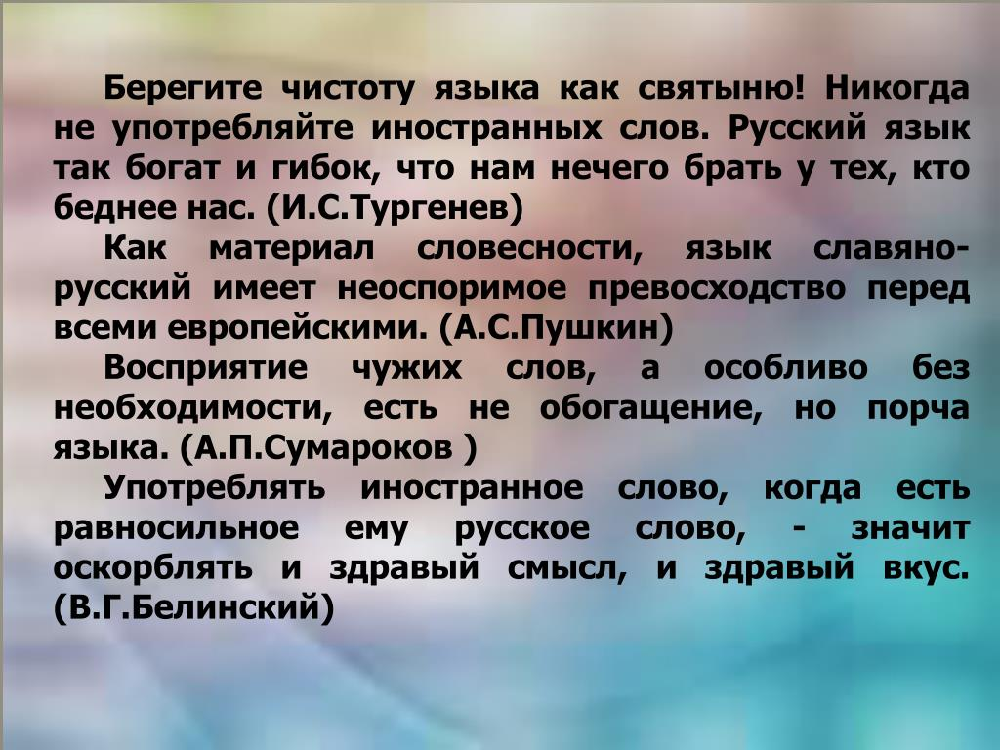 Берегите чистоту языка как святыню! Никогда
не употребляйте иностранных слов. Русский язык
так богат и гибок, что нам нечего брать у тех, кто
беднее нас. (И.С.Тургенев)
Как материал словесности, язык славяно-
русский имеет неоспоримое превосходство перед
всеми европейскими. (А.С.Пушкин)
Восприятие чужих слов, а особливо без
необходимости, есть не обогащение, но порча
языка. (А.П.Сумароков )
Употреблять иностранное слово, когда есть
равносильное ему русское слово, - значит
оскорблять и здравый смысл, и здравый вкус.
(В.Г.Белинский)